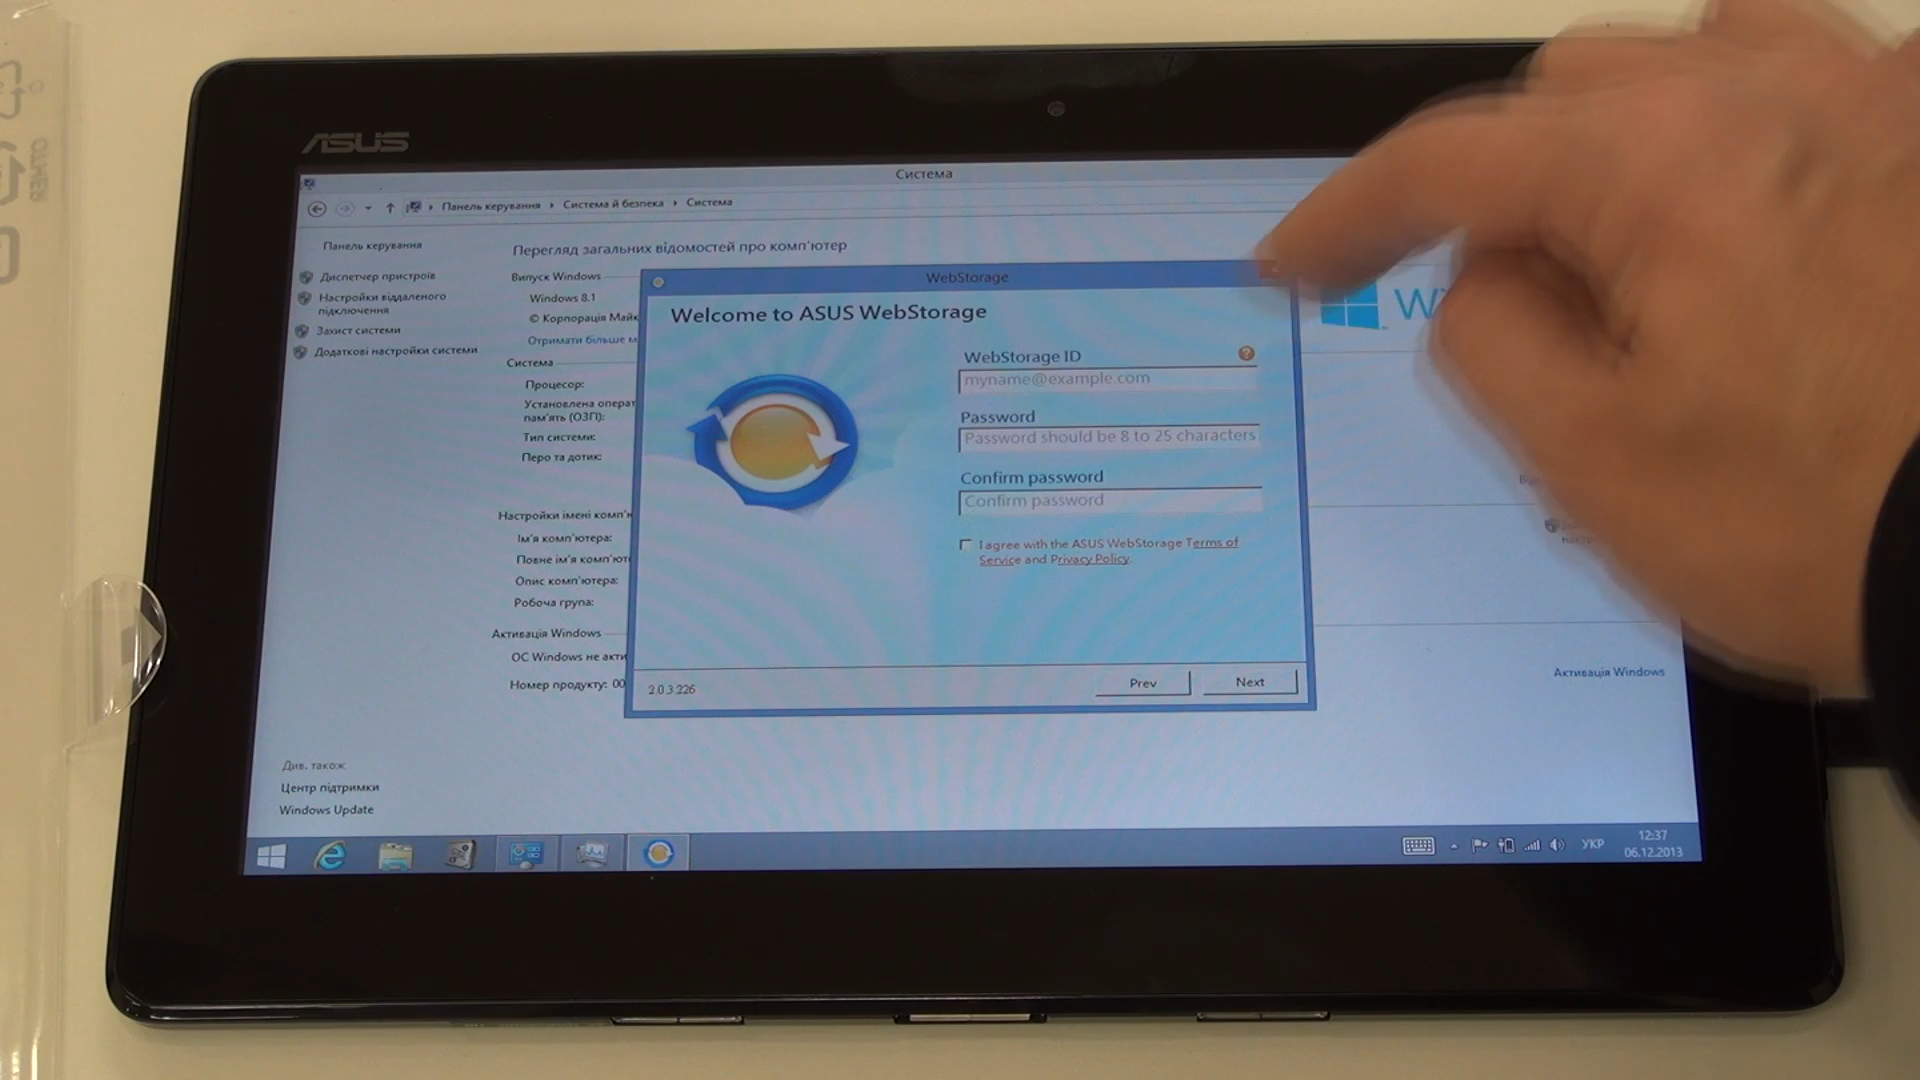 ASUS
Система
Панель керування
Система й безпека
Система
Панель керування
Диспетчер пристроїв
Настройки віддаленого
підключення
Захист системи
Додаткові настройки системи
Див. також
Центр підтримки
Windows Update
Перегляд загальних відомостей про комп'ютер
Випуск Windows
Windows 8.1
© Корпорація
Отримати більше
Система
Процесор:
Установлена
пам'ять (ОЗП):
Тип системи:
Перо та дотик:
Настройки імені
Ім'я комп'ютера:
Повне ім'я
Опис комп'ютера:
Робоча група:
Активація Windows
ОС Windows не
Номер продукту: 00
Активація Windows
WebStorage
Welcome to ASUS WebStorage
WebStorage ID
myname@example.com
Password
Password should be 8 to 25 characters
Confirm password
Confirm password
I agree with the ASUS WebStorage Terms of
Service and Privacy Policy.
2.0.3.226
Prev
Next
УКР
12:37
06.12.2013